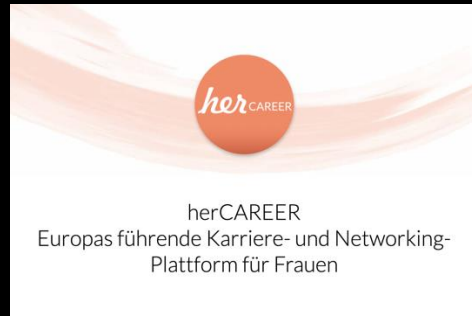 her CAREER
herCAREER
Europas führende Karriere- und Networking-
Plattform für Frauen